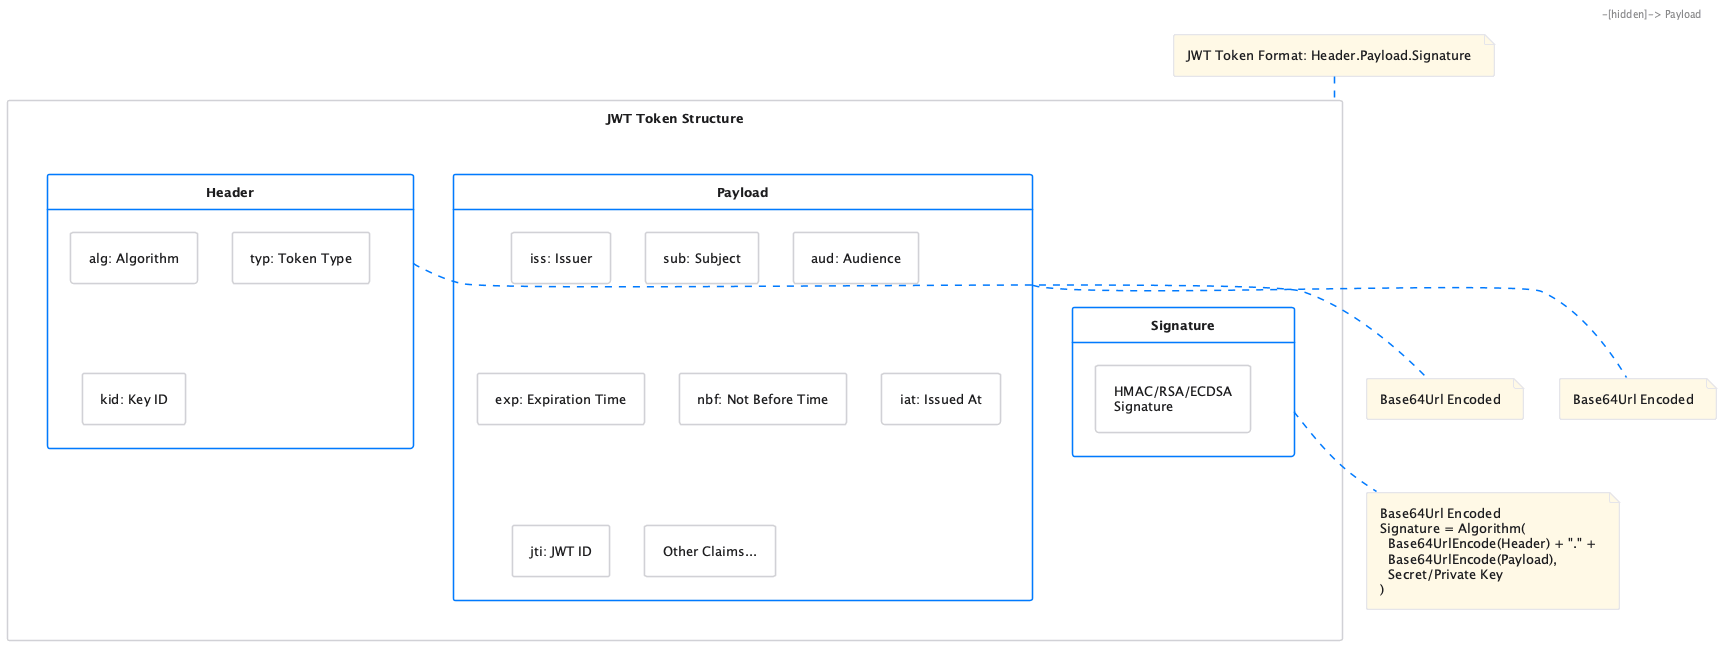 -[hidden]-> Payload
JWT Token Format: Header.Payload.Signature
JWT Token Structure
Header
alg: Algorithm
typ: Token Type
kid: Key ID
Payload
iss: Issuer
sub: Subject
aud: Audience
exp: Expiration Time
nbf: Not Before Time
iat: Issued At
jti: JWT ID
Other Claims...
Signature
HMAC/RSA/ECDSA
Signature
Base64Url Encoded
Base64Url Encoded
Base64Url Encoded
Signature = Algorithm(
Base64UrlEncode(Header) + "." +
Base64UrlEncode(Payload),
Secret/Private Key
)